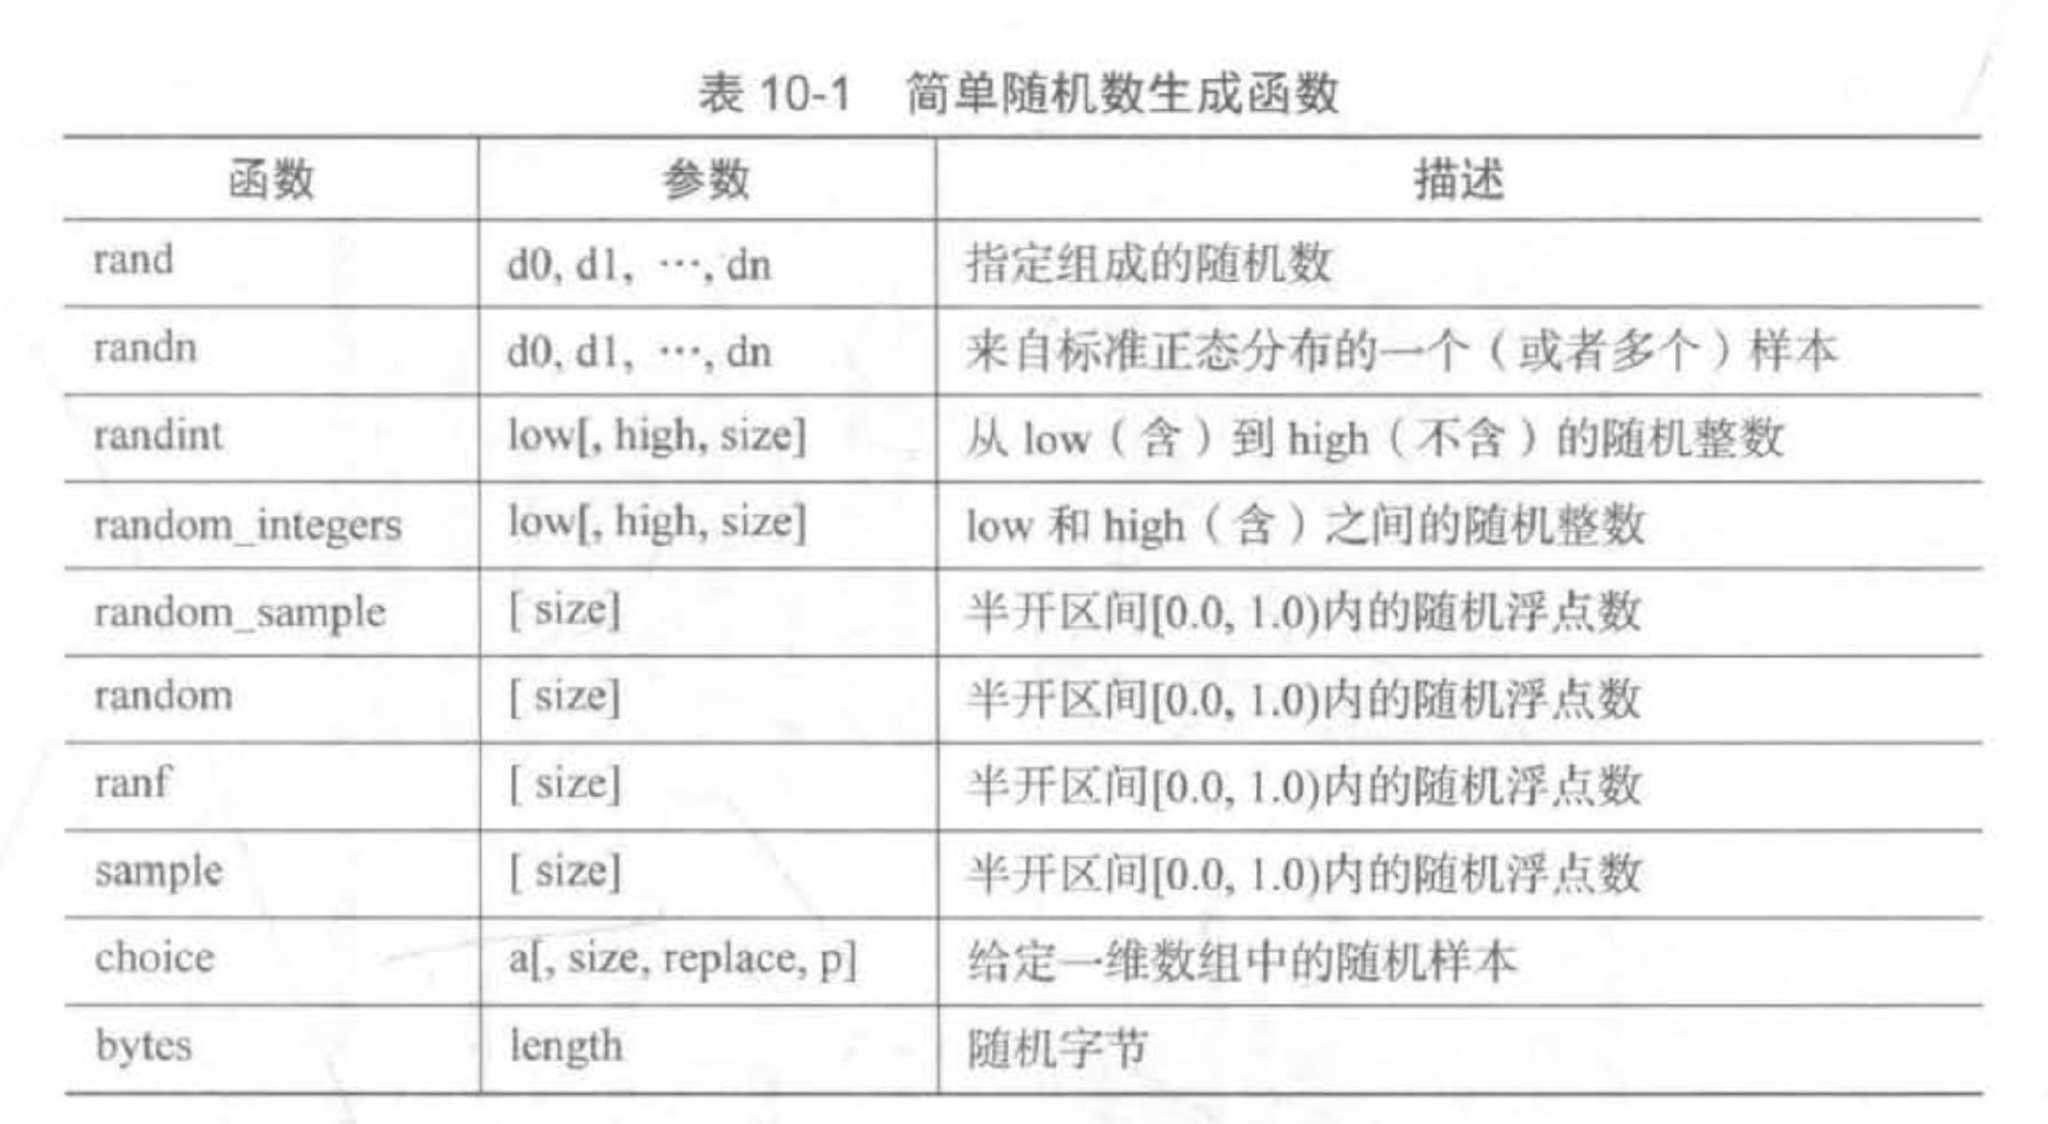 表 10-1 简单随机数生成函数
函数 参数 描述
rand d0, d1, …, dn 指定组成的随机数
randn d0, d1, …, dn 来自标准正态分布的一个（或者多个）样本
randint low[, high, size] 从 low（含）到 high（不含）的随机整数
random_integers low[, high, size] low 和 high（含）之间的随机整数
random_sample [ size] 半开区间[0.0, 1.0)内的随机浮点数
random [ size] 半开区间[0.0, 1.0)内的随机浮点数
ranf [ size] 半开区间[0.0, 1.0)内的随机浮点数
sample [ size] 半开区间[0.0, 1.0)内的随机浮点数
choice a[, size, replace, p] 给定一维数组中的随机样本
bytes length 随机字节